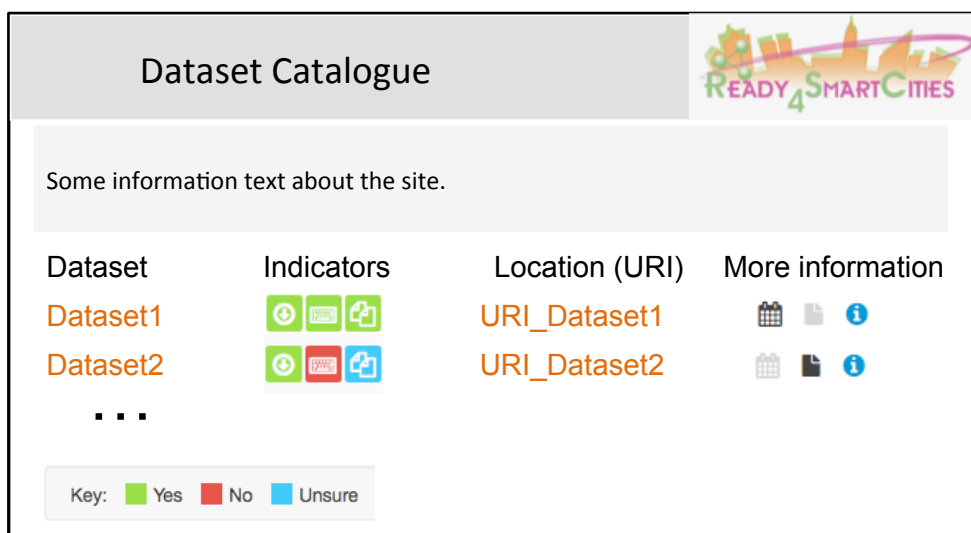 Dataset Catalogue
READY4SMARTCITIES
Some information text about the site.
Dataset Indicators Location (URI) More information
Dataset1 URI_Dataset1
Dataset2 URI_Dataset2
...
Key: Yes No Unsure